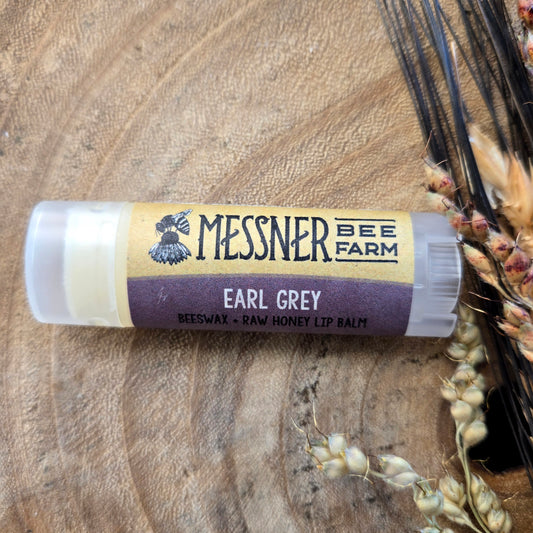 MESSNER BEE FARM
EARL GREY
BEESWAX + RAW HONEY LIP BALM